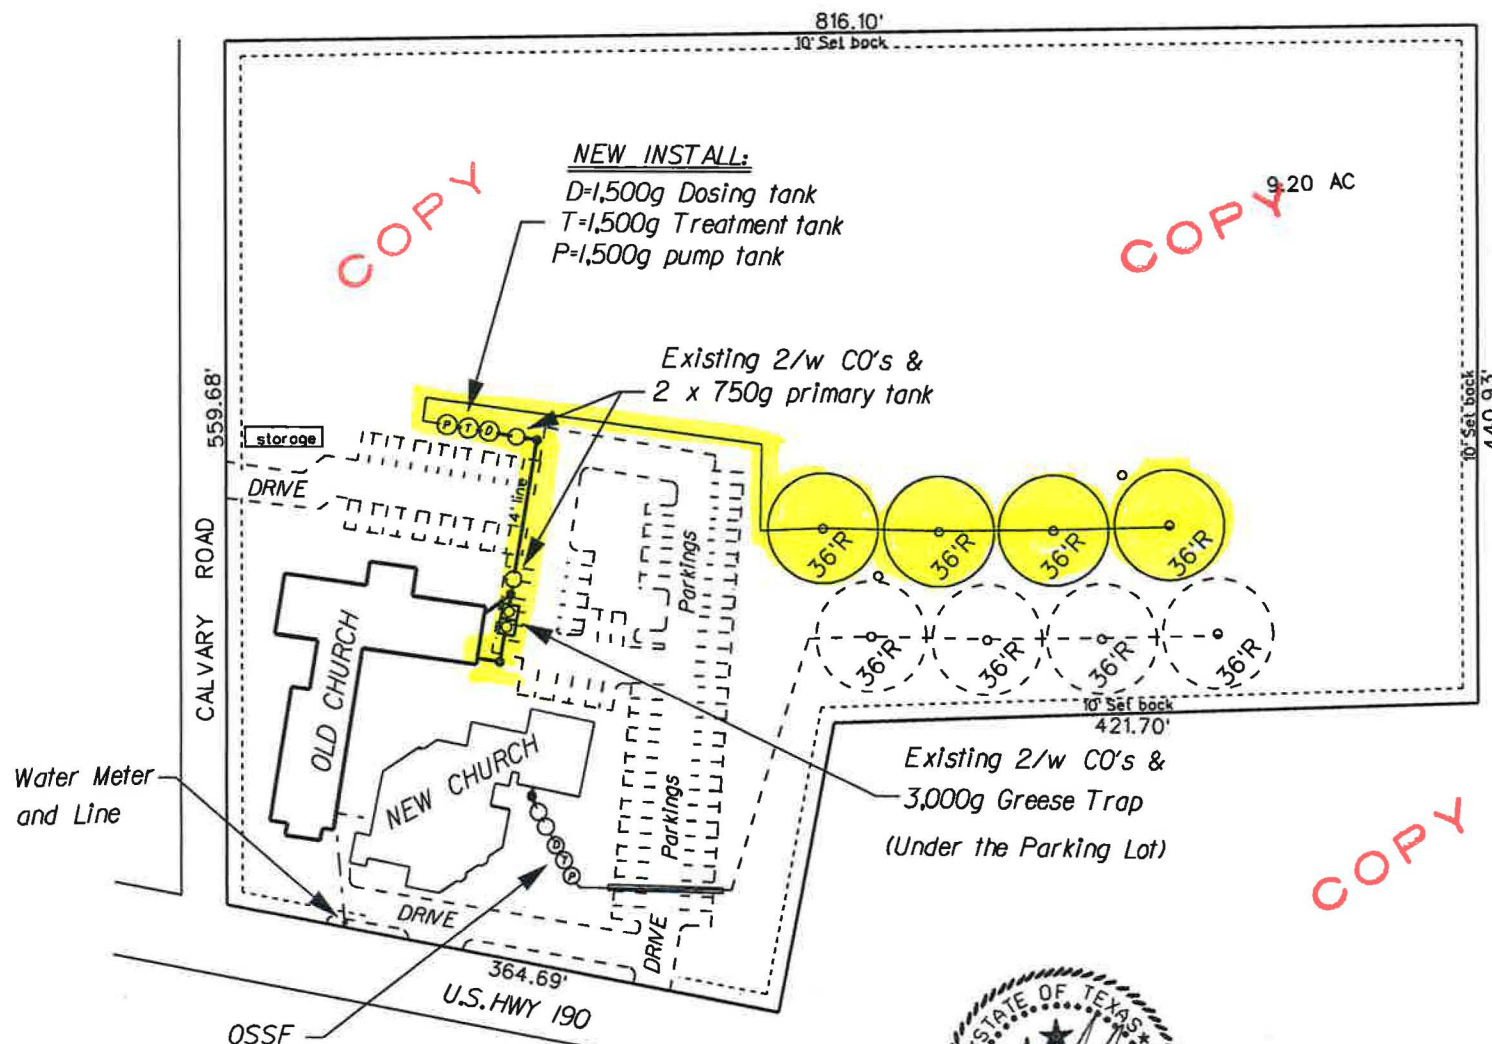 816.10'
10' Set back
NEW INSTALL:
D=1,500g Dosing tank
T=1,500g Treatment tank
P=1,500g pump tank
COPY
9.20 AC
COPY
Existing 2/w CO's &
2 x 750g primary tank
559.68'
10' Set back
440.93'
storage
P T D
DRIVE
4" line
CALVARY ROAD
Parkings
36'R
36'R
36'R
36'R
36'R
36'R
36'R
36'R
10' Set back
421.70'
OLD CHURCH
NEW CHURCH
Parkings
Water Meter
and Line
Existing 2/w CO's &
3,000g Greese Trap
(Under the Parking Lot)
COPY
D
T
P
DRIVE
DRIVE
364.69'
U.S. HWY 190
OSSF
STATE OF TEXAS